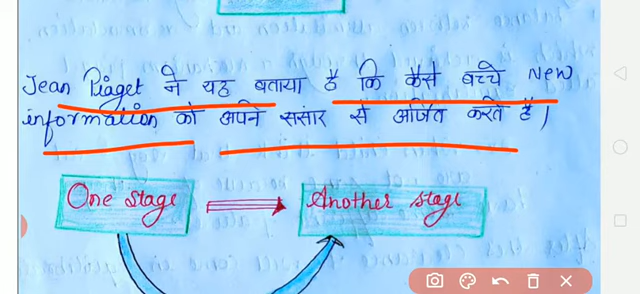 Jean Piaget ने यह बताया है कि कैसे बच्चे New
information को अपने संसार से अर्जित करते है।
One stage
Another stage